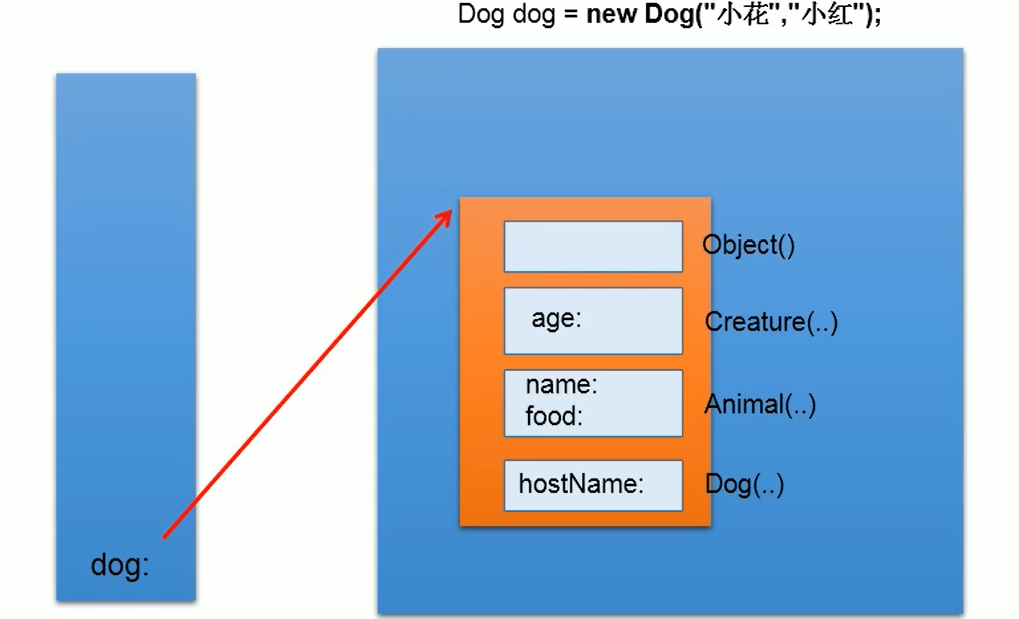 Dog dog = new Dog("小花","小红");
Object()
age:
Creature(..)
name:
food:
Animal(..)
hostName:
Dog(..)
dog: